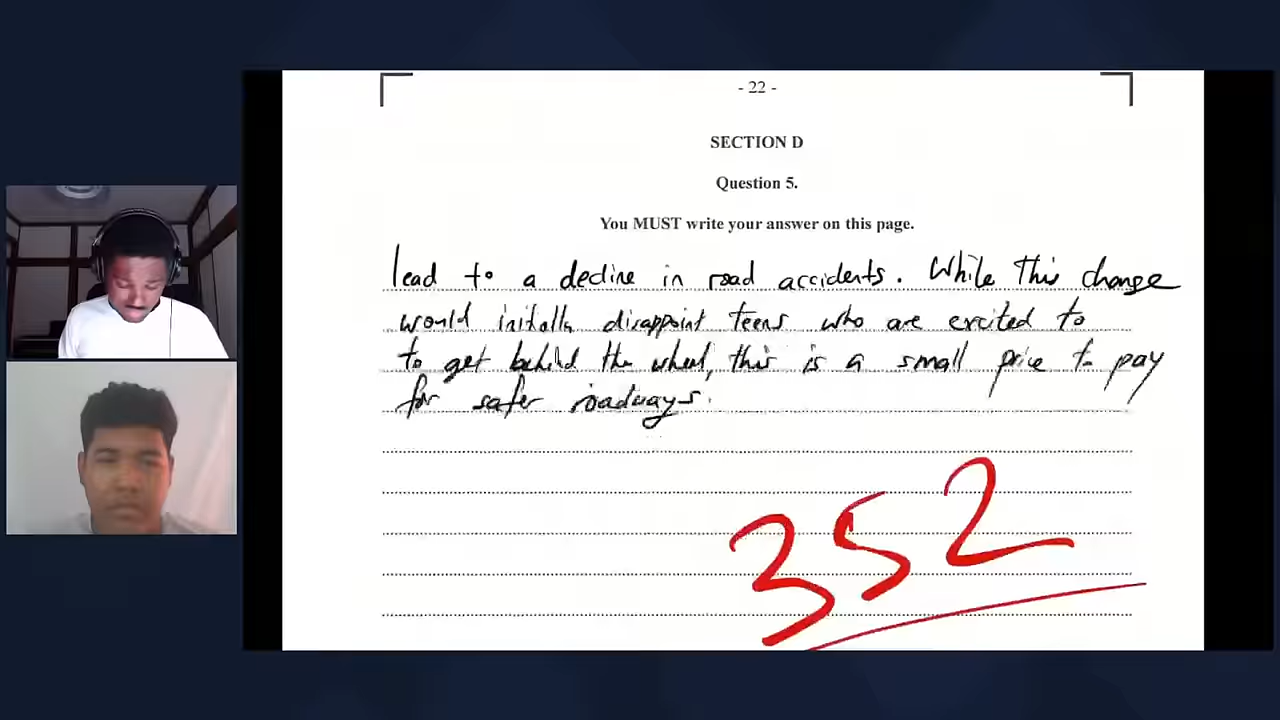 - 22 -
SECTION D
Question 5.
You MUST write your answer on this page.
lead to a decline in road accidents. While this change
would initally disappoint teens who are excited to
to get behind the wheel, this is a small price to pay
for safer roadways.
352